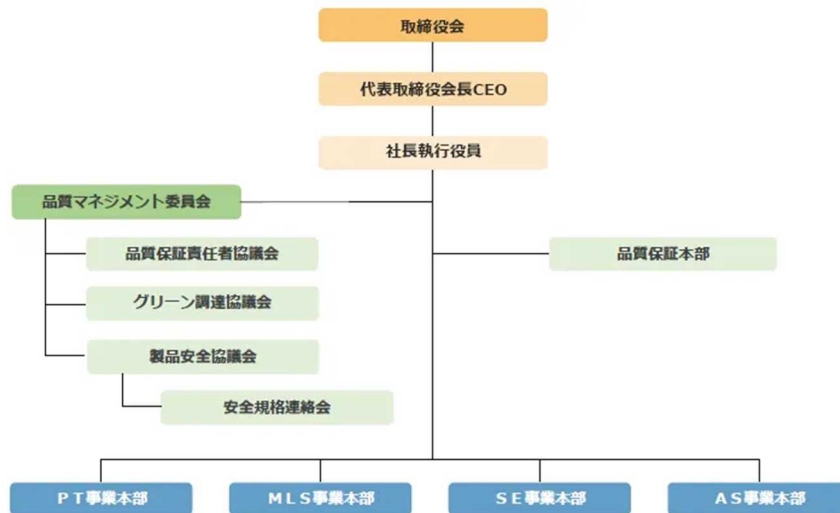 取締役会
代表取締役会長CEO
社長執行役員
品質マネジメント委員会
品質保証責任者協議会
品質保証本部
グリーン調達協議会
製品安全協議会
安全規格連絡会
ＰＴ事業本部
ＭＬＳ事業本部
ＳＥ事業本部
ＡＳ事業本部